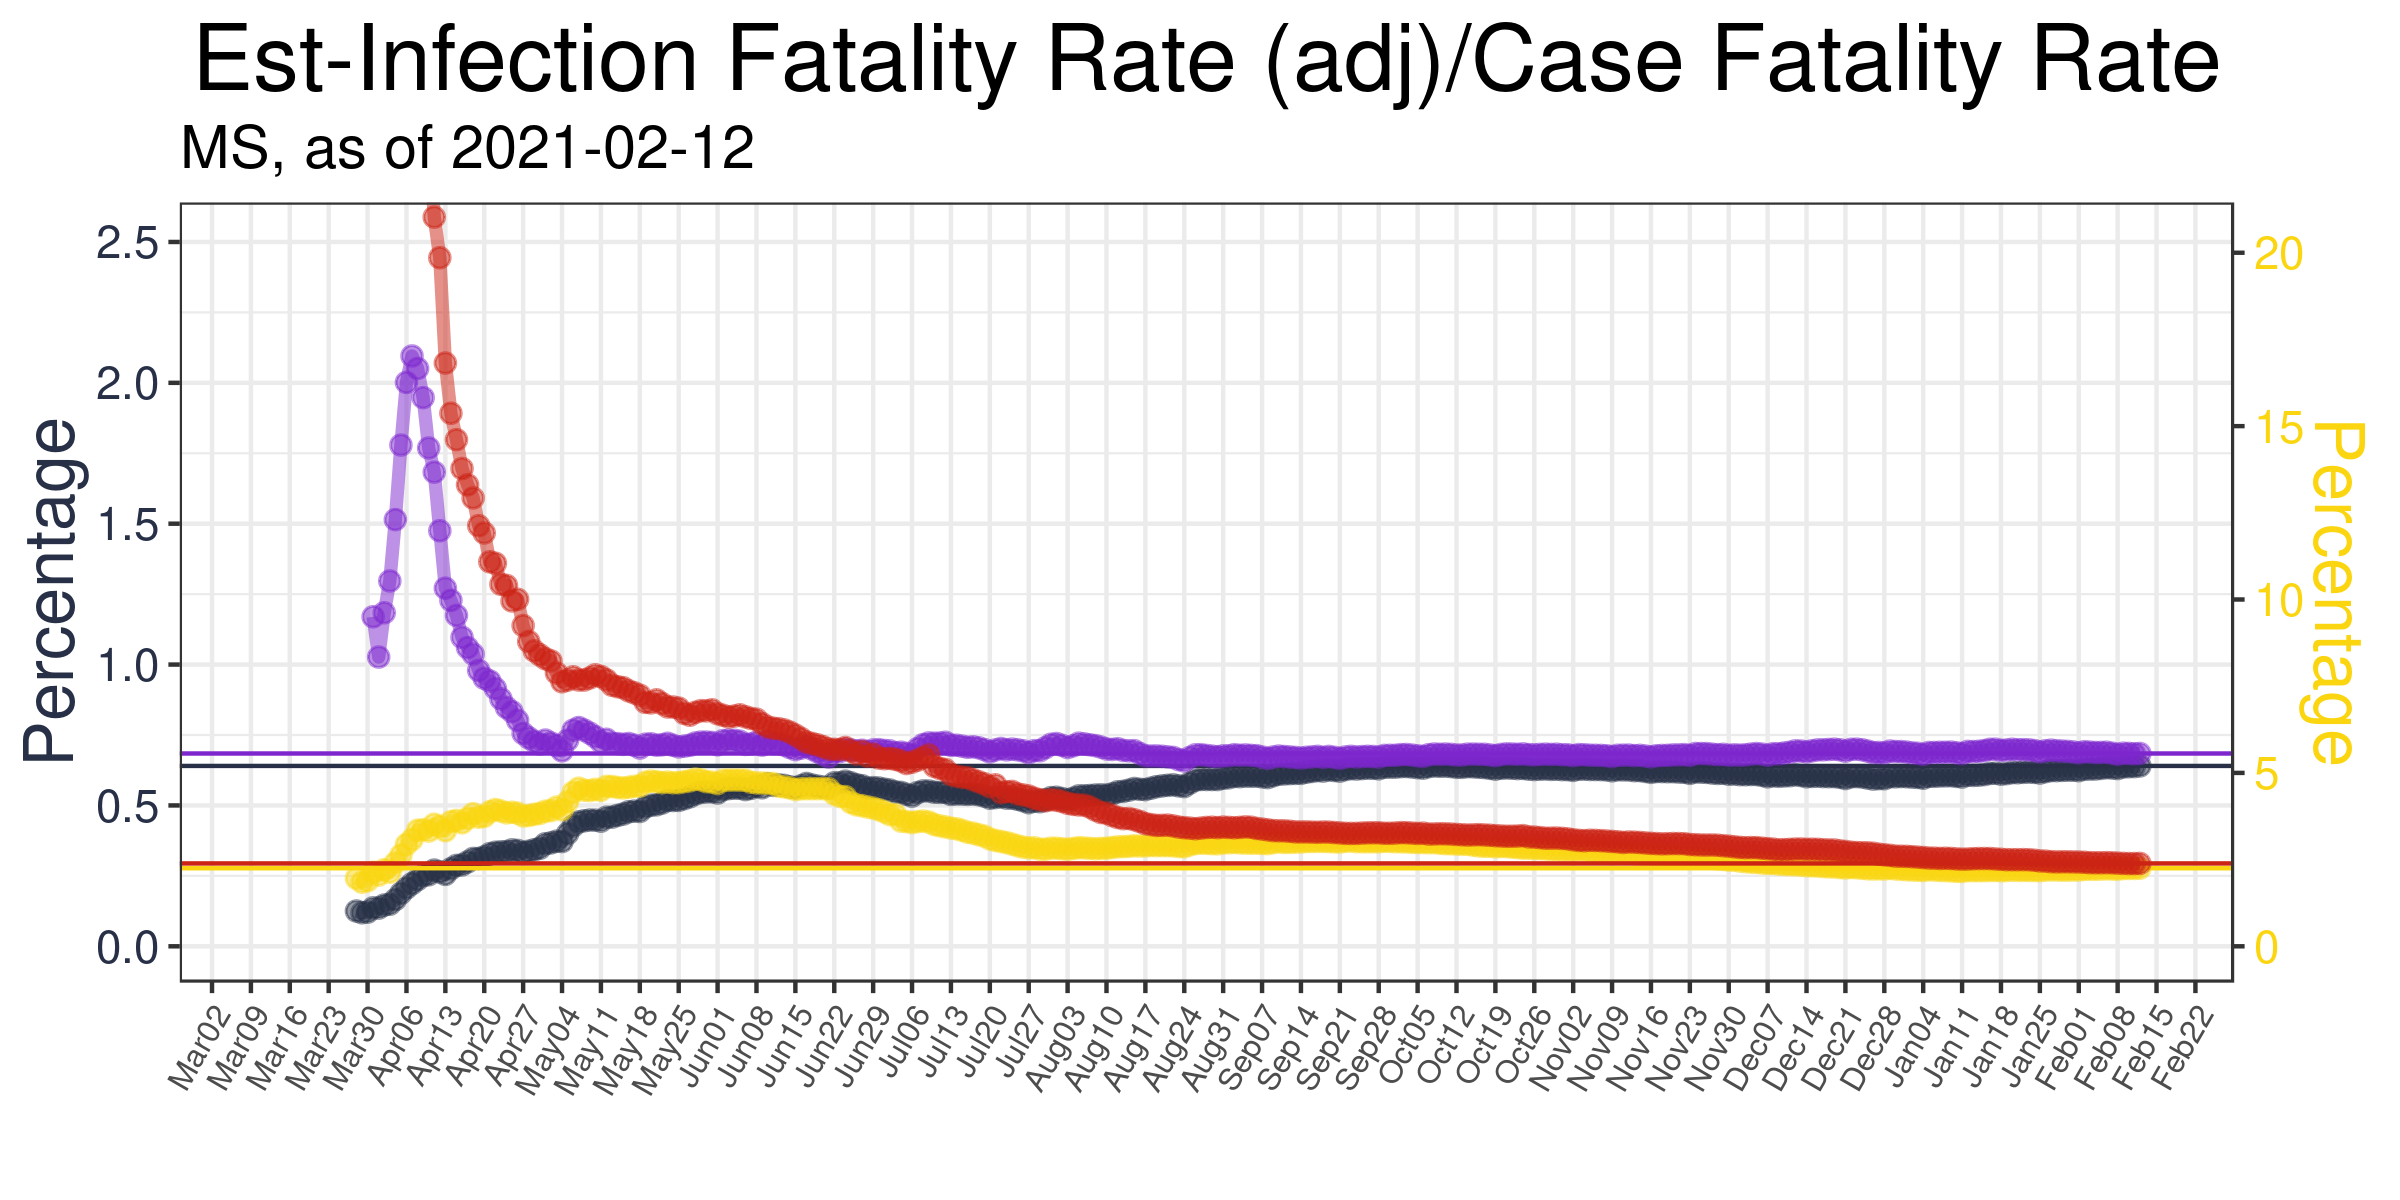 Est-Infection Fatality Rate (adj)/Case Fatality Rate
MS, as of 2021-02-12
Percentage
2.5
2.0
1.5
1.0
0.5
0.0
20
15
10
5
0
Percentage
Mar02 Mar09 Mar16 Mar23 Mar30 Apr06 Apr13 Apr20 Apr27 May04 May11 May18 May25 Jun01 Jun08 Jun15 Jun22 Jun29 Jul06 Jul13 Jul20 Jul27 Aug03 Aug10 Aug17 Aug24 Aug31 Sep07 Sep14 Sep21 Sep28 Oct05 Oct12 Oct19 Oct26 Nov02 Nov09 Nov16 Nov23 Nov30 Dec07 Dec14 Dec21 Dec28 Jan04 Jan11 Jan18 Jan25 Feb01 Feb08 Feb15 Feb22